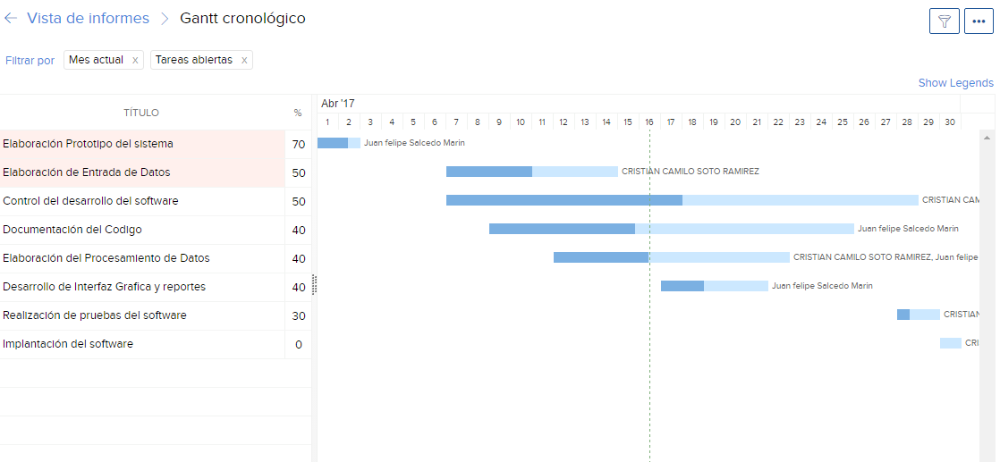 Vista de informes > Gantt cronológico
Filtrar por Mes actual x Tareas abiertas x
Show Legends
TÍTULO % Abr '17
1 2 3 4 5 6 7 8 9 10 11 12 13 14 15 16 17 18 19 20 21 22 23 24 25 26 27 28 29 30
Elaboración Prototipo del sistema 70 Juan felipe Salcedo Marin
Elaboración de Entrada de Datos 50 CRISTIAN CAMILO SOTO RAMIREZ
Control del desarrollo del software 50 CRISTIAN CAM
Documentación del Codigo 40 Juan felipe Salcedo Marin
Elaboración del Procesamiento de Datos 40 CRISTIAN CAMILO SOTO RAMIREZ, Juan felipe
Desarrollo de Interfaz Grafica y reportes 40 Juan felipe Salcedo Marin
Realización de pruebas del software 30 CRISTIAN
Implantación del software 0 CRI